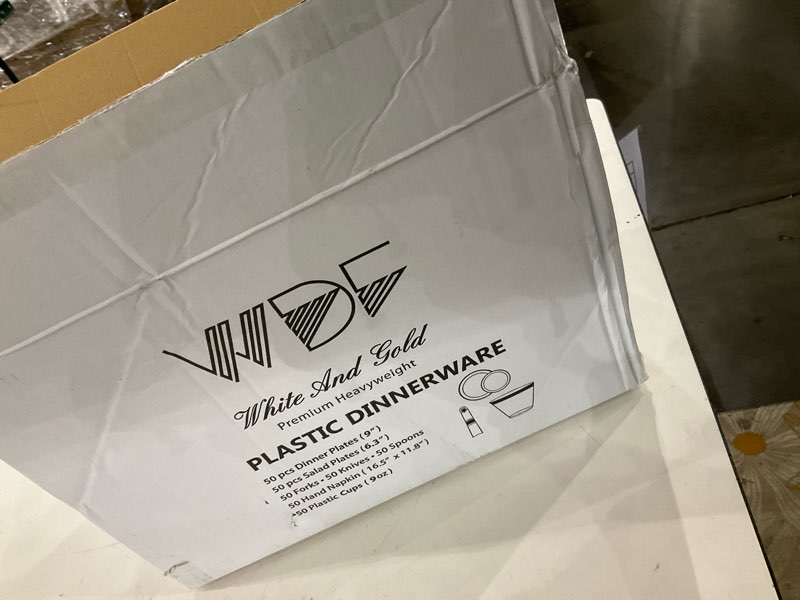 WDF
White And Gold
Premium Heavyweight
PLASTIC DINNERWARE
50 pcs Dinner Plates (9")
50 pcs Salad Plates (6.3")
50 Forks • 50 Knives • 50 Spoons
50 Hand Napkin (16.5" x 11.8")
50 Plastic Cups (9oz)